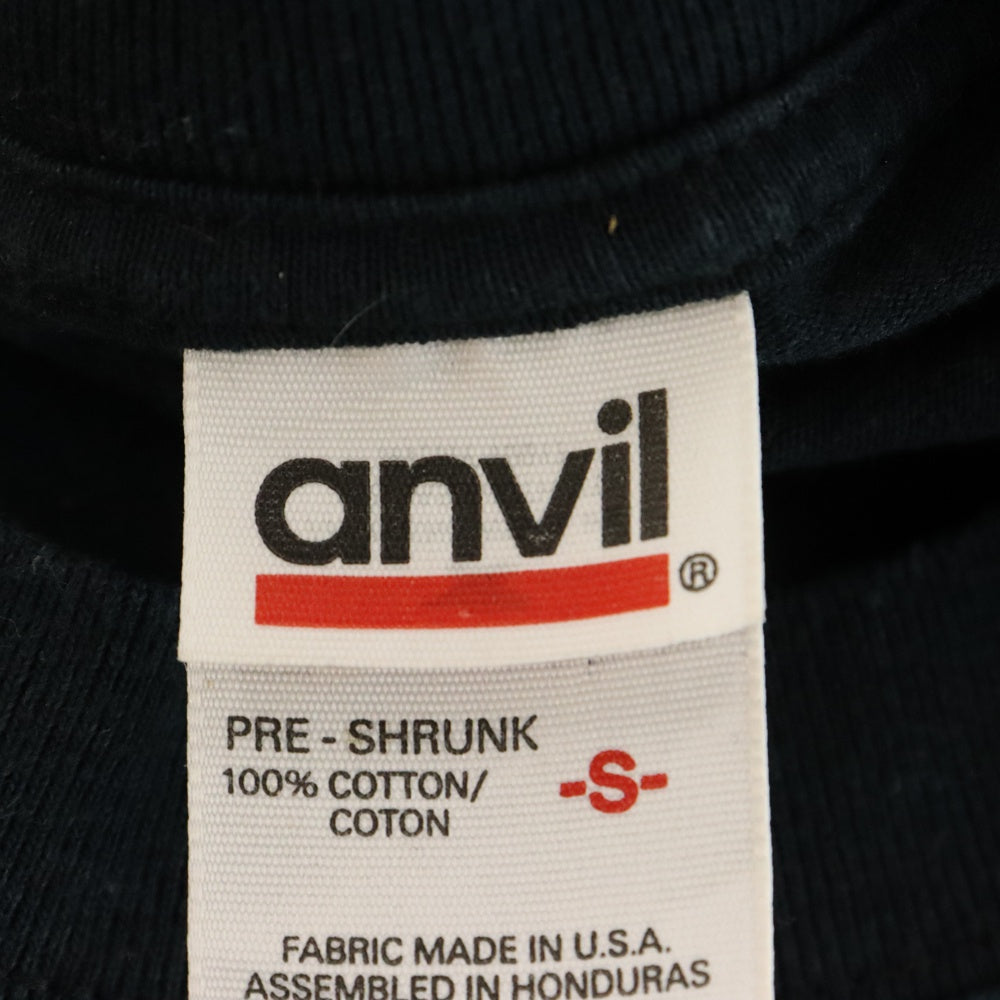 anvil
®
PRE - SHRUNK
100% COTTON/
COTON
-S-
FABRIC MADE IN U.S.A.
ASSEMBLED IN HONDURAS